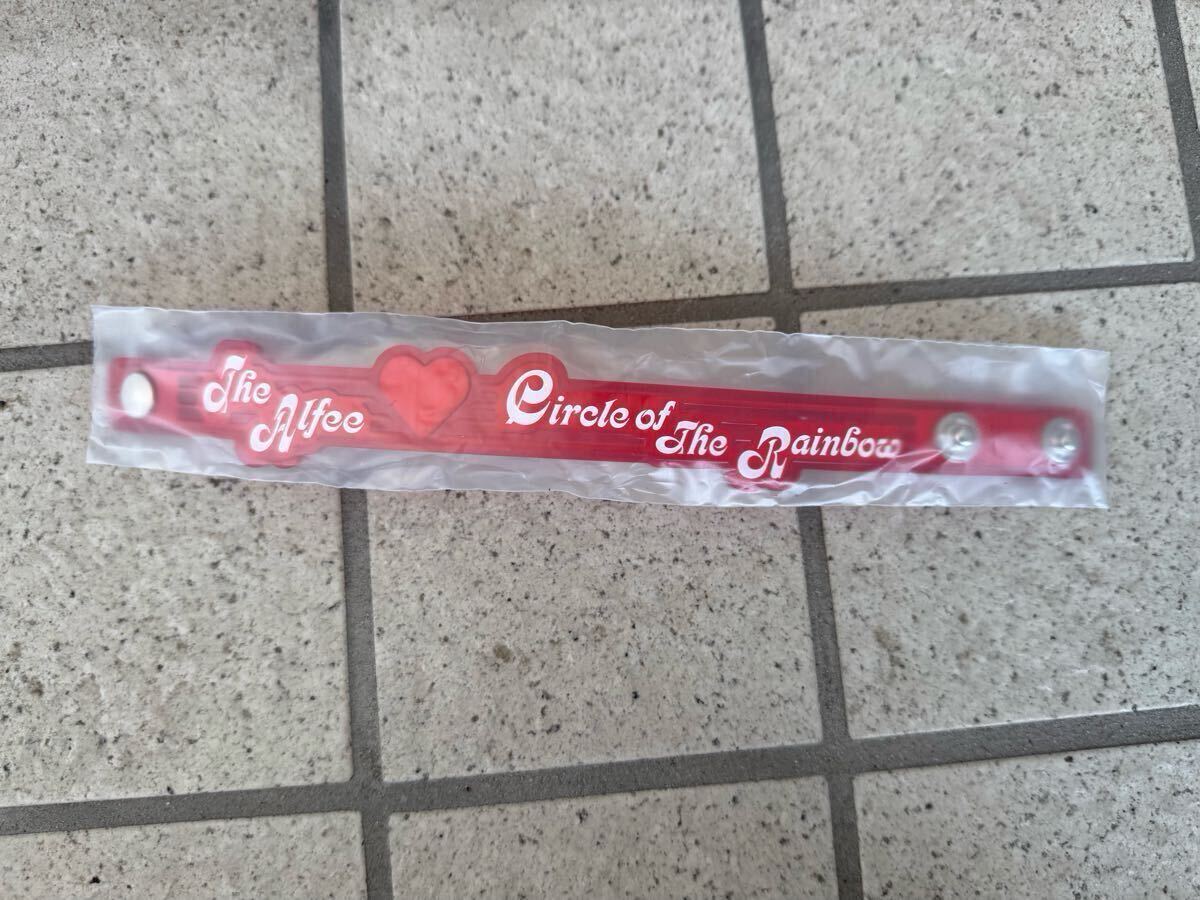 The
Alfee
Circle of
The Rainbow